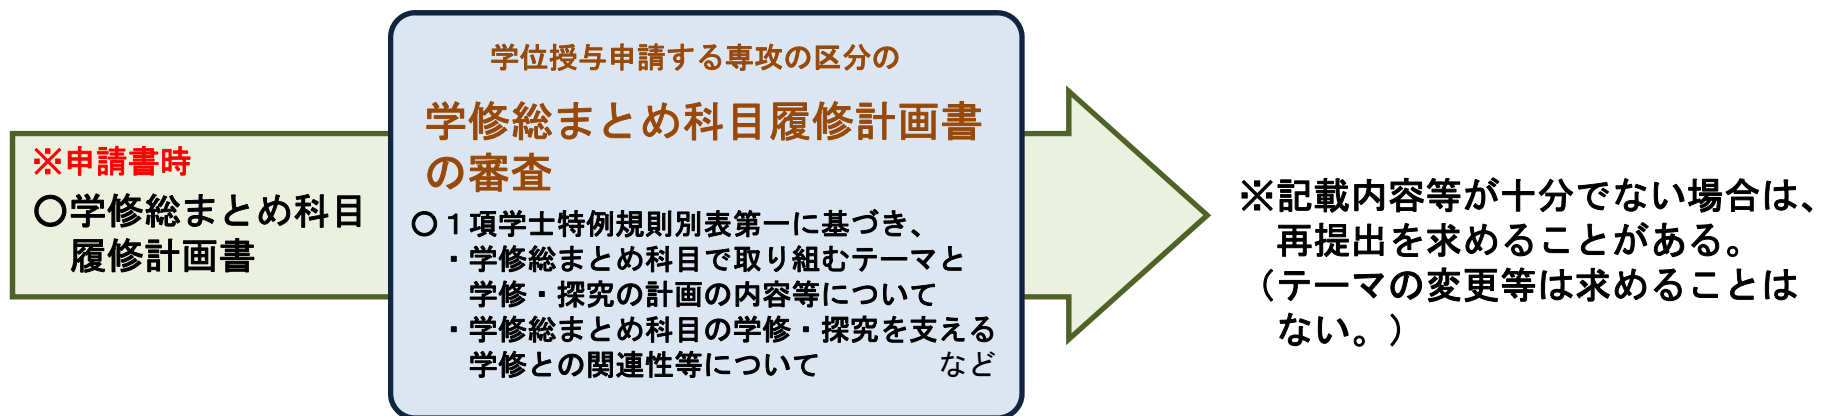 ※申請書時
〇学修総まとめ科目
履修計画書
学位授与申請する専攻の区分の
学修総まとめ科目履修計画書
の審査
〇１項学士特例規則別表第一に基づき、
・学修総まとめ科目で取り組むテーマと
学修・探究の計画の内容等について
・学修総まとめ科目の学修・探究を支える
学修との関連性等について　　　　など
※記載内容等が十分でない場合は、
再提出を求めることがある。
（テーマの変更等は求めることは
ない。）